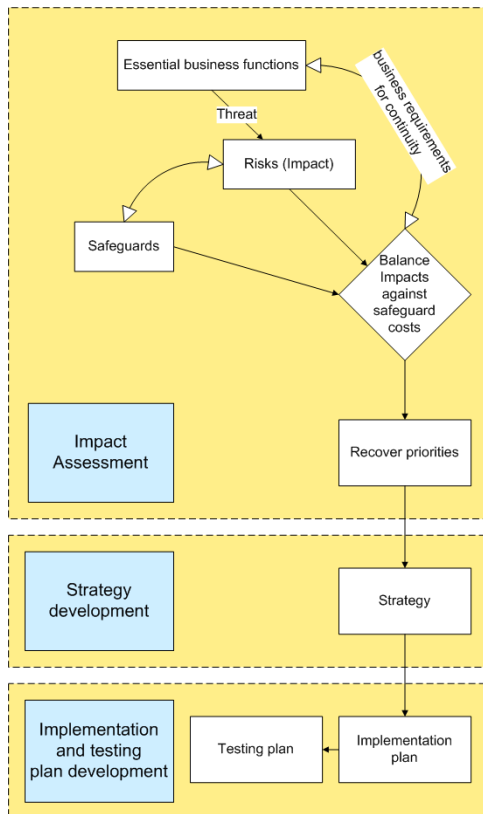 Essential business functions
business requirements
for continuity
Threat
Risks (Impact)
Safeguards
Balance
Impacts
against
safeguard
costs
Impact
Assessment
Recover priorities
Strategy
development
Strategy
Implementation
and testing
plan development
Testing plan
Implementation
plan